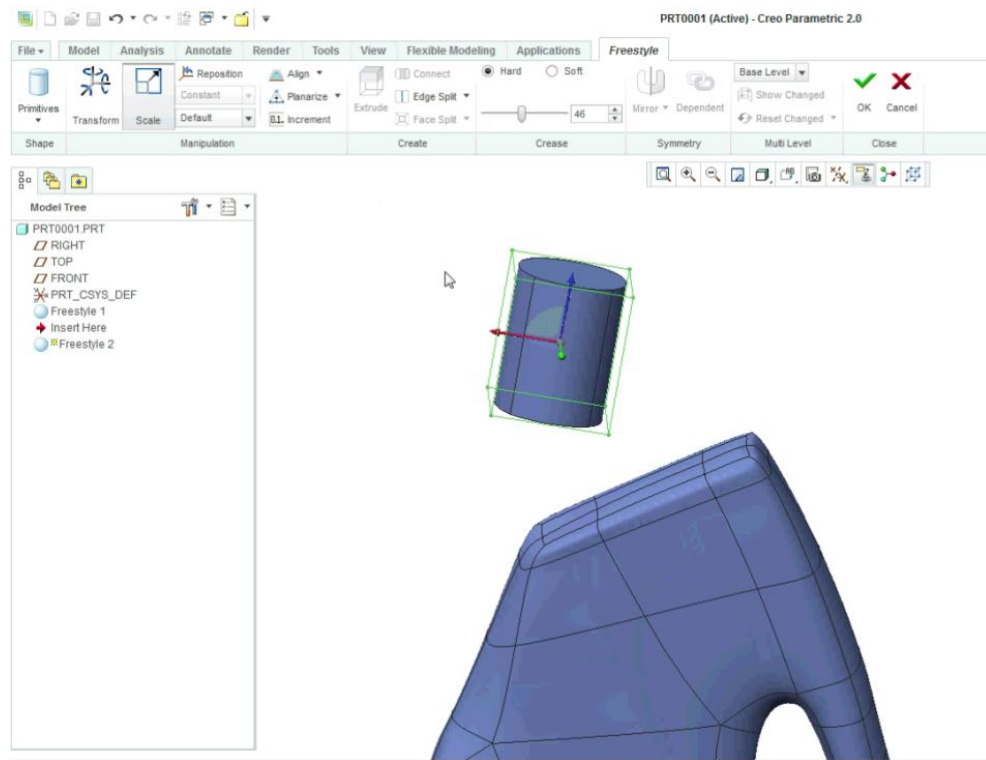 PRT0001 (Active) - Creo Parametric 2.0
File Model Analysis Annotate Render Tools View Flexible Modeling Applications Freestyle
Primitives
Transform
Scale
Reposition
Constant
Default
Align
Planarize
8.1. Increment
Extrude
Connect
Edge Split
Face Split
Hard Soft
46
Mirror
Dependent
Base Level
Show Changed
Reset Changed
OK
Cancel
Shape Manipulation Create Crease Symmetry Multi Level Close
Model Tree
PRT0001.PRT
RIGHT
TOP
FRONT
PRT_CSYS_DEF
Freestyle 1
Insert Here
Freestyle 2